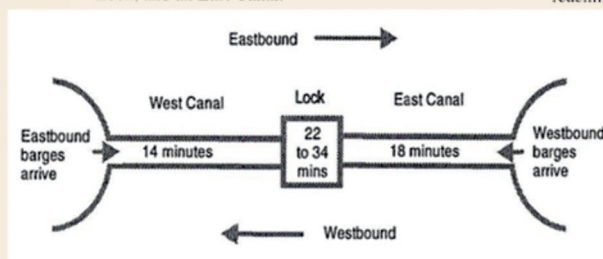 Eastbound
West Canal
Lock
East Canal
Eastbound
barges
arrive
14 minutes
22
to 34
mins
18 minutes
Westbound
barges
arrive
Westbound